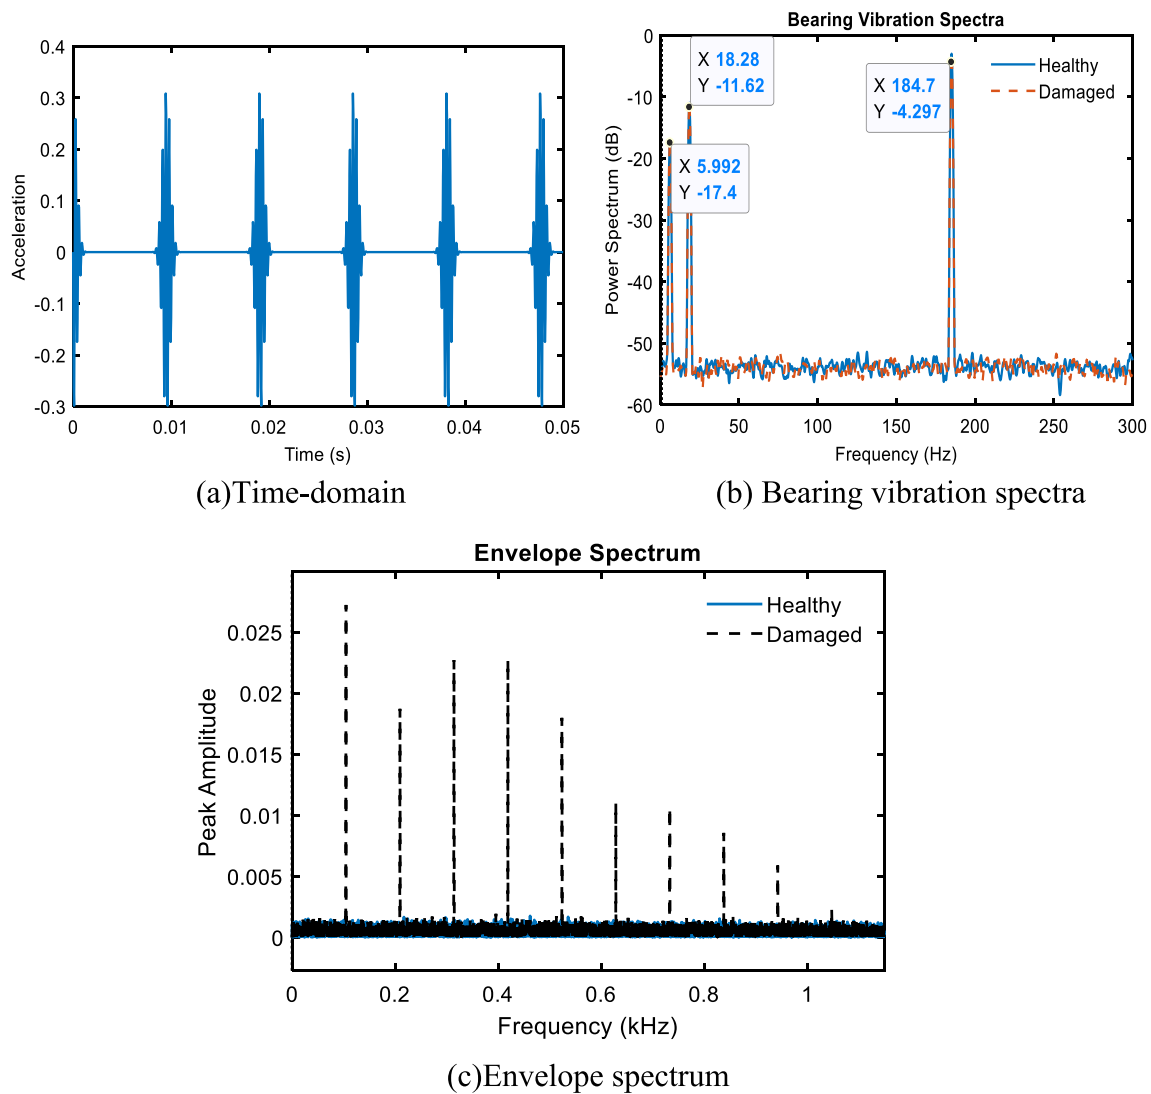 0.4
0.3
0.2
0.1
0
-0.1
-0.2
-0.3
Acceleration
0 0.01 0.02 0.03 0.04 0.05
Time (s)
(a)Time-domain
Bearing Vibration Spectra
0
-10
-20
-30
-40
-50
-60
Power Spectrum (dB)
X 18.28
Y -11.62
X 5.992
Y -17.4
X 184.7
Y -4.297
Healthy
Damaged
0 50 100 150 200 250 300
Frequency (Hz)
(b) Bearing vibration spectra
Envelope Spectrum
Healthy
Damaged
0.025
0.02
0.015
0.01
0.005
0
Peak Amplitude
0 0.2 0.4 0.6 0.8 1
Frequency (kHz)
(c)Envelope spectrum